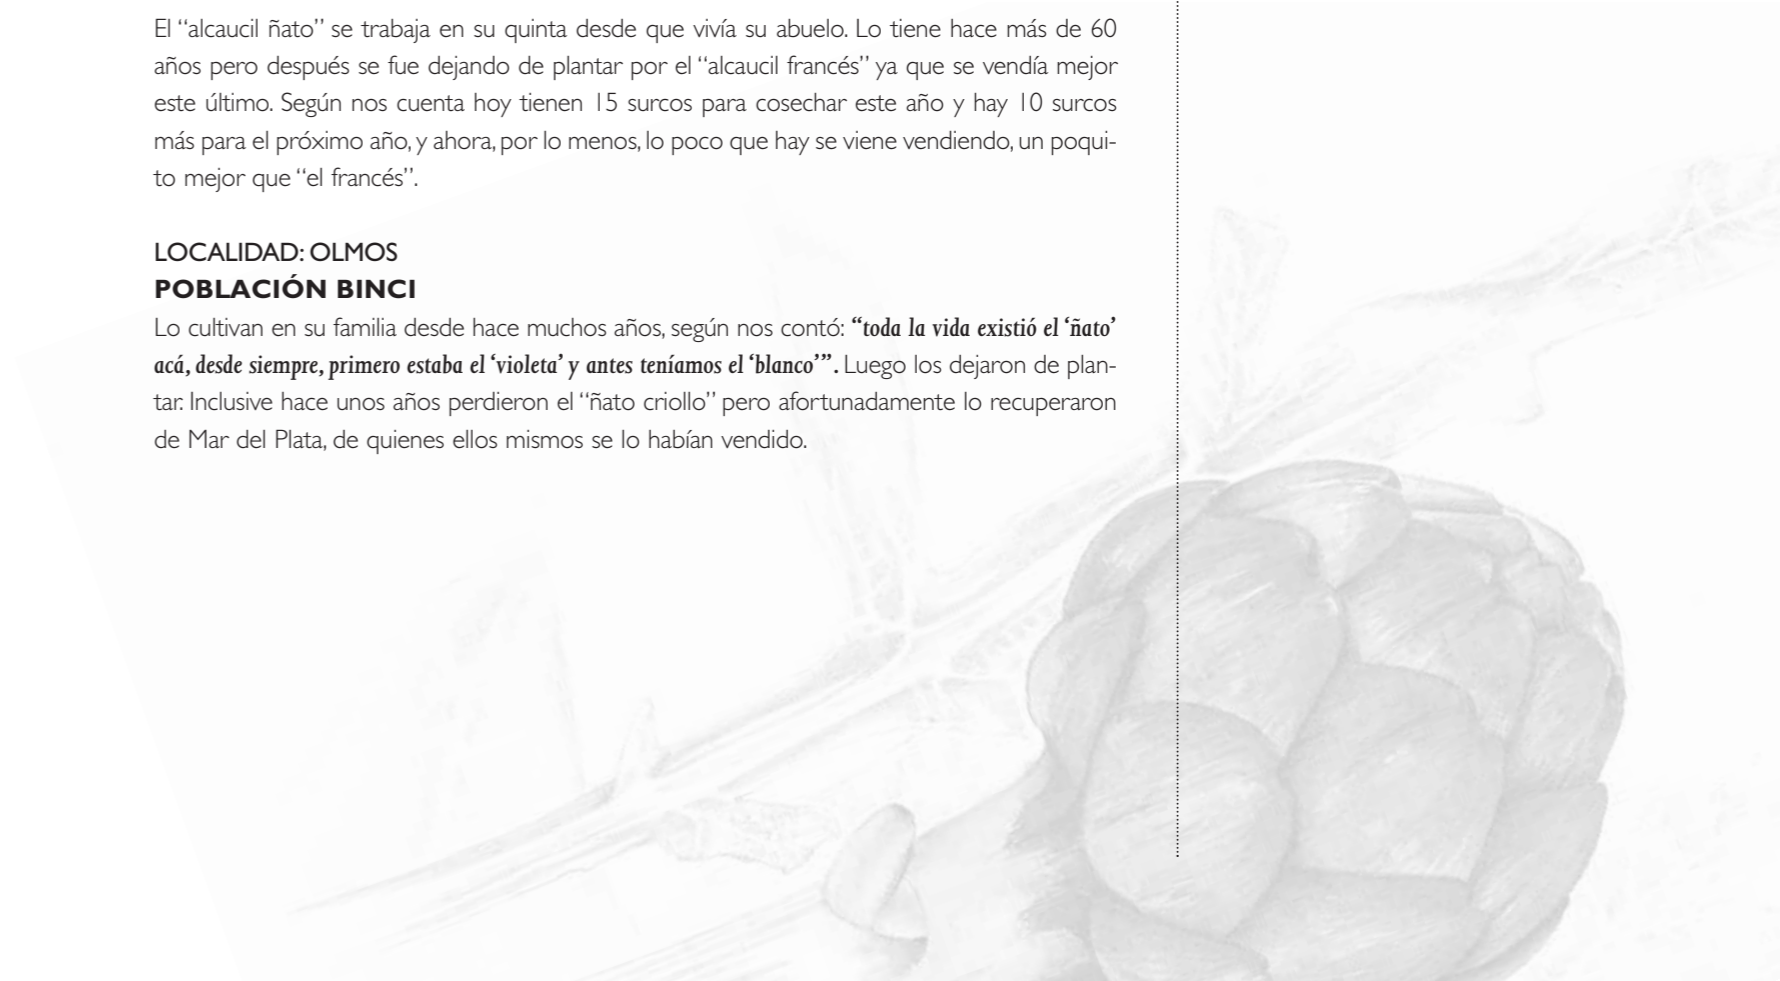 El “alcaucil ñato” se trabaja en su quinta desde que vivía su abuelo. Lo tiene hace más de 60
años pero después se fue dejando de plantar por el “alcaucil francés” ya que se vendía mejor
este último. Según nos cuenta hoy tienen 15 surcos para cosechar este año y hay 10 surcos
más para el próximo año, y ahora, por lo menos, lo poco que hay se viene vendiendo, un poqui-
to mejor que “el francés”.
LOCALIDAD: OLMOS
POBLACIÓN BINCI
Lo cultivan en su familia desde hace muchos años, según nos contó: “toda la vida existió el ‘ñato’
acá, desde siempre, primero estaba el ‘violeta’ y antes teníamos el ‘blanco’”. Luego los dejaron de plan-
tar. Inclusive hace unos años perdieron el “ñato criollo” pero afortunadamente lo recuperaron
de Mar del Plata, de quienes ellos mismos se lo habían vendido.